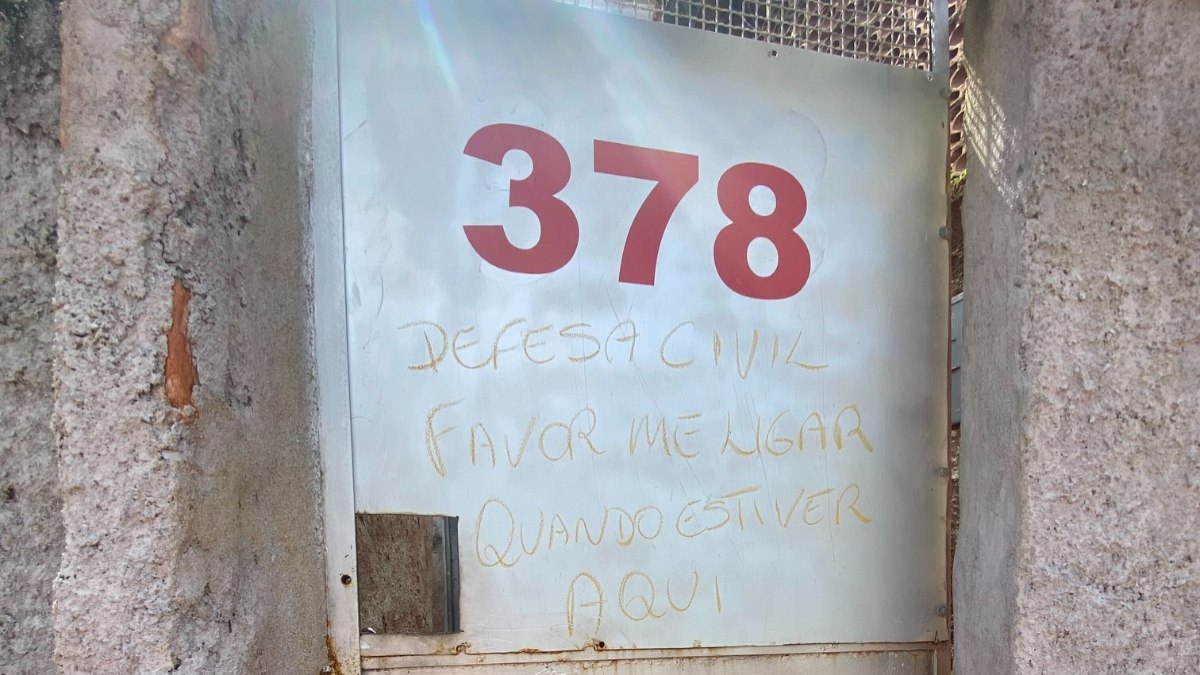 378
DEFESA CIVIL
FAVOR ME LIGAR
QUANDO ESTIVER
AQUI